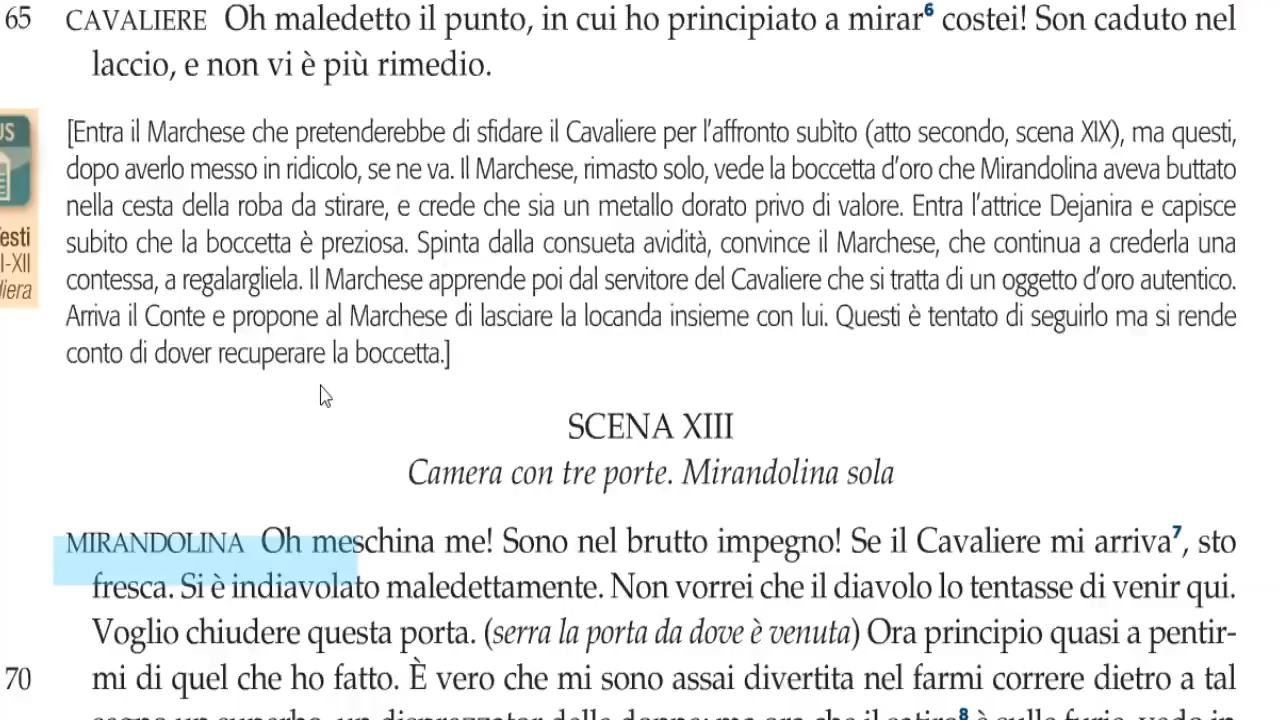 65 CAVALIERE Oh maledetto il punto, in cui ho principiato a mirar⁶ costei! Son caduto nel
laccio, e non vi è più rimedio.
[Entra il Marchese che pretenderebbe di sfidare il Cavaliere per l'affronto subìto (atto secondo, scena XIX), ma questi,
dopo averlo messo in ridicolo, se ne va. Il Marchese, rimasto solo, vede la boccetta d'oro che Mirandolina aveva buttato
nella cesta della roba da stirare, e crede che sia un metallo dorato privo di valore. Entra l'attrice Dejanira e capisce
subito che la boccetta è preziosa. Spinta dalla consueta avidità, convince il Marchese, che continua a crederla una
contessa, a regalargliela. Il Marchese apprende poi dal servitore del Cavaliere che si tratta di un oggetto d'oro autentico.
Arriva il Conte e propone al Marchese di lasciare la locanda insieme con lui. Questi è tentato di seguirlo ma si rende
conto di dover recuperare la boccetta.]
SCENA XIII
Camera con tre porte. Mirandolina sola
MIRANDOLINA Oh meschina me! Sono nel brutto impegno! Se il Cavaliere mi arriva⁷, sto
fresca. Si è indiavolato maledettamente. Non vorrei che il diavolo lo tentasse di venir qui.
Voglio chiudere questa porta. (serra la porta da dove è venuta) Ora principio quasi a pentir-
70 mi di quel che ho fatto. È vero che mi sono assai divertita nel farmi correre dietro a tal